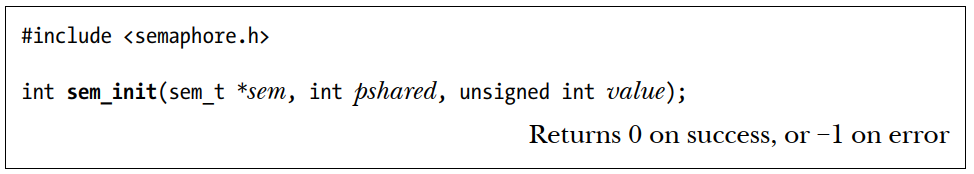 #include <semaphore.h>
int sem_init(sem_t *sem, int pshared, unsigned int value);
Returns 0 on success, or −1 on error